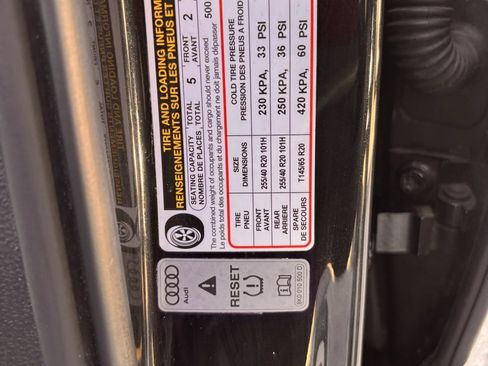 TIRE AND LOADING INFORM
RENSEIGNEMENTS SUR LES PNEUS ET
SEATING CAPACITY TOTAL 5 FRONT 2
NOMBRE DE PLACES TOTAL AVANT
The combined weight of occupants and cargo should never exceed 500
Le poids total des occupants et du chargement ne doit jamais dépasser
TIRE SIZE COLD TIRE PRESSURE
PNEU DIMENSIONS PRESSION DES PNEUS A FROID
FRONT 255/40 R20 101H 230 KPA, 33 PSI
AVANT
REAR 255/40 R20 101H 250 KPA, 36 PSI
ARRIERE
SPARE T145/65 R20 420 KPA, 60 PSI
DE SECOURS
Audi
RESET
8K0 010 500 D